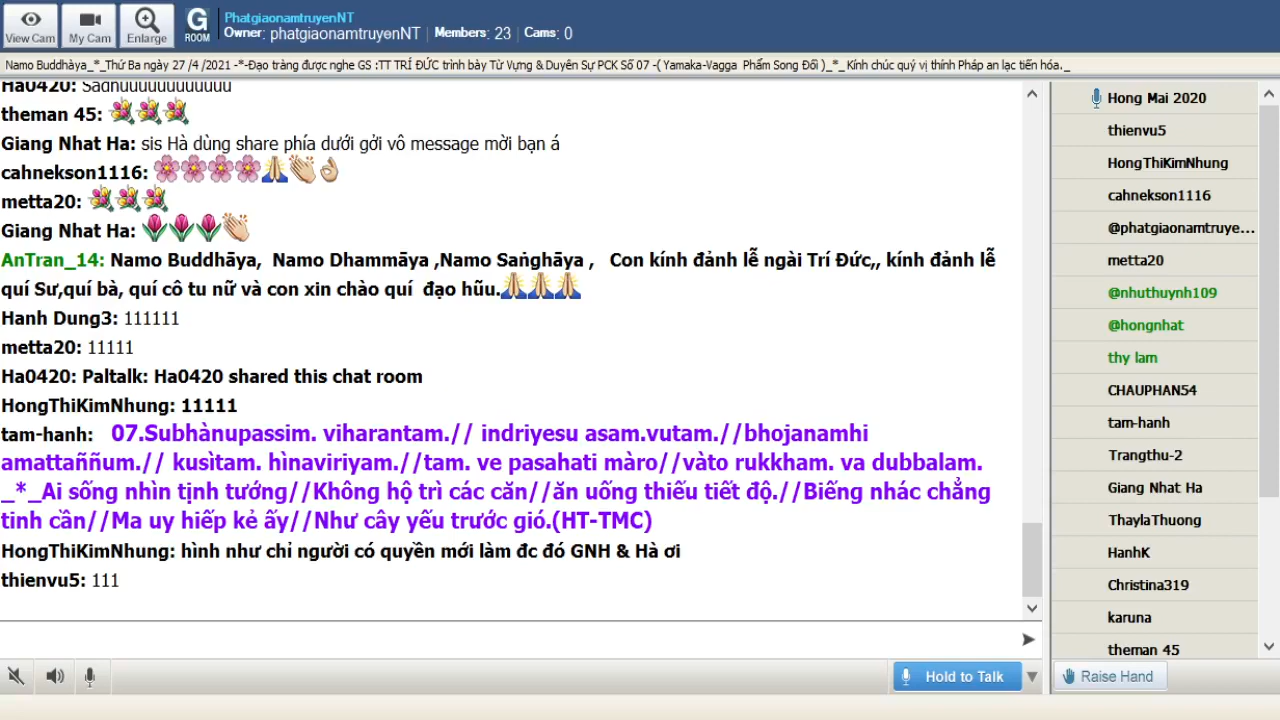 View Cam
My Cam
Enlarge
G
ROOM
PhatgiaonamtruyenNT
Owner: phatgiaonamtruyenNT | Members: 23 | Cams: 0
Namo Buddhàya_*_Thứ Ba ngày 27 /4 /2021 -*-Đạo tràng được nghe GS :TT TRÍ ĐỨC trình bày Từ Vựng & Duyên Sự PCK Số 07 -( Yamaka-Vagga Phẩm Song Đối )_*_ Kính chúc quý vị thính Pháp an lạc tiến hóa._
Ha0420: Sadhuuuuuuuuuuuu
theman 45:
Giang Nhat Ha: sis Hà dùng share phía dưới gởi vô message mời bạn á
cahnekson1116:
metta20:
Giang Nhat Ha:
AnTran_14: Namo Buddhāya, Namo Dhammāya ,Namo Saṅghāya , Con kính đảnh lễ ngài Trí Đức,, kính đảnh lễ
quí Sư,quí bà, quí cô tu nữ và con xin chào quí đạo hũu.
Hanh Dung3: 111111
metta20: 11111
Ha0420: Paltalk: Ha0420 shared this chat room
HongThiKimNhung: 11111
tam-hanh: 07.Subhànupassim. viharantam.// indriyesu asam.vutam.//bhojanamhi
amattaññum.// kusìtam. hìnaviriyam.//tam. ve pasahati màro//vàto rukkham. va dubbalam.
_*_Ai sống nhìn tịnh tướng//Không hộ trì các căn//ăn uống thiếu tiết độ.//Biếng nhác chẳng
tinh cần//Ma uy hiếp kẻ ấy//Như cây yếu trước gió.(HT-TMC)
HongThiKimNhung: hình như chỉ người có quyền mới làm đc đó GNH & Hà ơi
thienvu5: 111
Hold to Talk
Hong Mai 2020
thienvu5
HongThiKimNhung
cahnekson1116
@phatgiaonamtruye...
metta20
@nhuthuynh109
@hongnhat
thy lam
CHAUPHAN54
tam-hanh
Trangthu-2
Giang Nhat Ha
ThaylaThuong
HanhK
Christina319
karuna
theman 45
Raise Hand